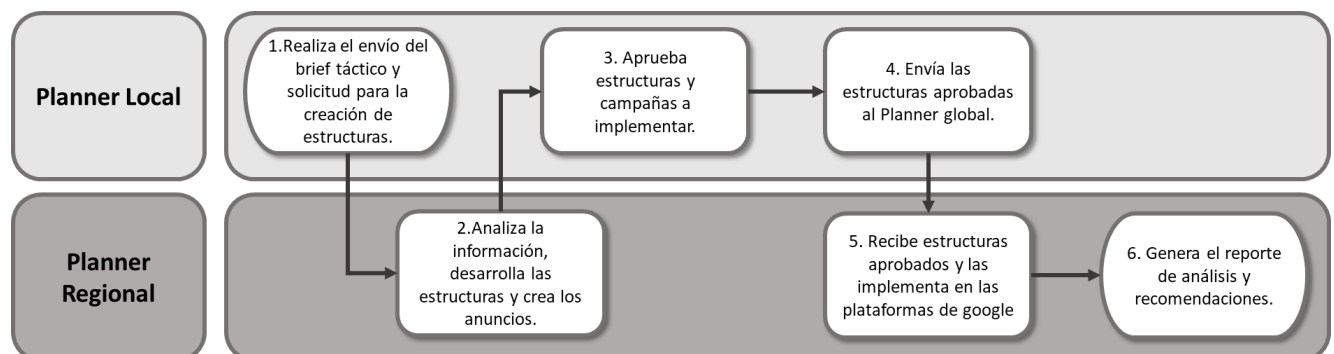 Planner Local
1.Realiza el envío del
brief táctico y
solicitud para la
creación de
estructuras.
3. Aprueba
estructuras y
campañas a
implementar.
4. Envía las
estructuras aprobadas
al Planner global.
Planner
Regional
2.Analiza la
información,
desarrolla las
estructuras y crea los
anuncios.
5. Recibe estructuras
aprobados y las
implementa en las
plataformas de google
6. Genera el reporte
de análisis y
recomendaciones.